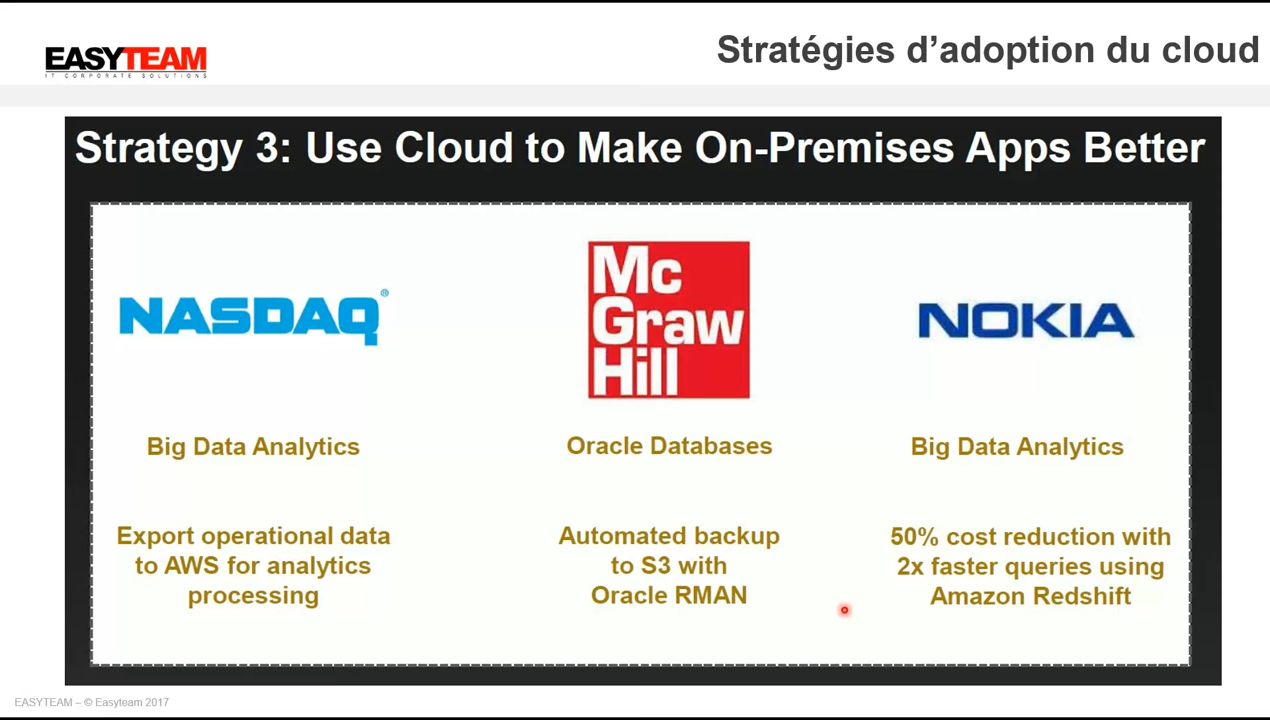 EASYTEAM
IT CORPORATE SOLUTIONS
Stratégies d’adoption du cloud
Strategy 3: Use Cloud to Make On-Premises Apps Better
NASDAQ®
Mc
Graw
Hill
NOKIA
Big Data Analytics
Oracle Databases
Big Data Analytics
Export operational data
to AWS for analytics
processing
Automated backup
to S3 with
Oracle RMAN
50% cost reduction with
2x faster queries using
Amazon Redshift
EASYTEAM – © Easyteam 2017